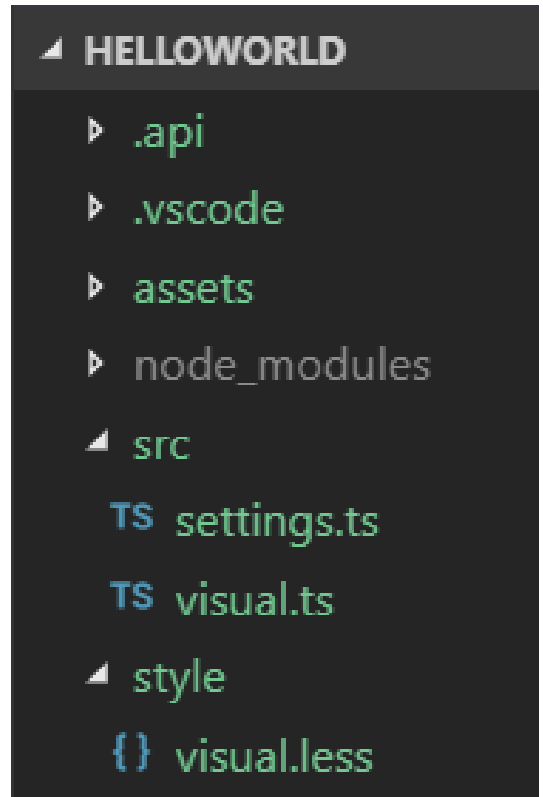 HELLOWORLD
.api
.vscode
assets
node_modules
src
TS settings.ts
TS visual.ts
style
{} visual.less